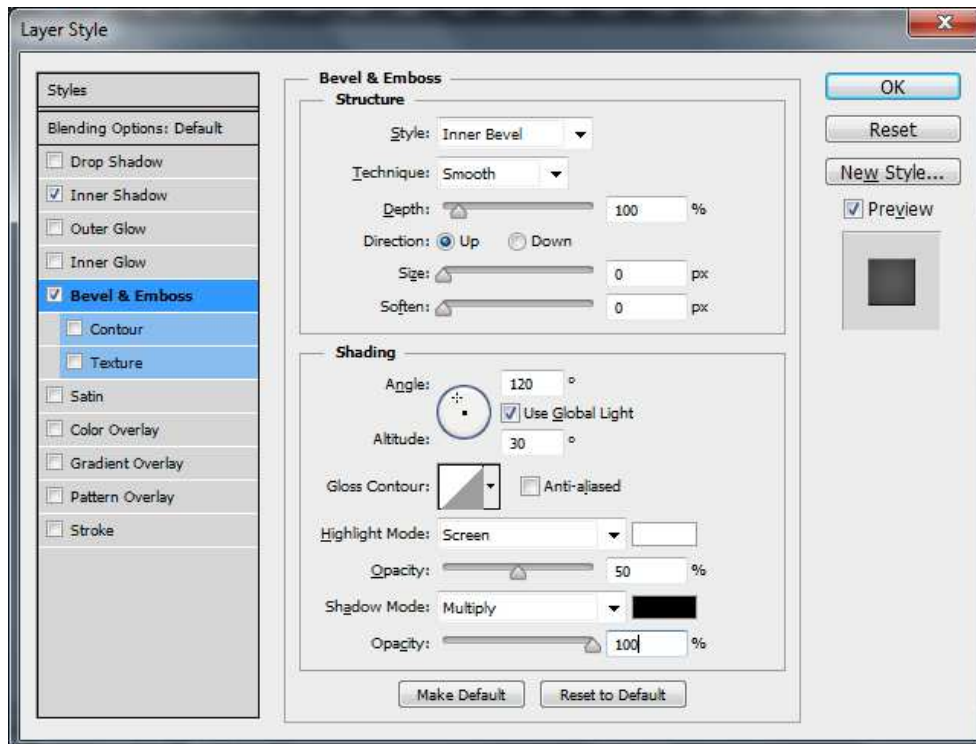 Layer Style
x
Styles
Blending Options: Default
Drop Shadow
Inner Shadow
Outer Glow
Inner Glow
Bevel & Emboss
Contour
Texture
Satin
Color Overlay
Gradient Overlay
Pattern Overlay
Stroke
Bevel & Emboss
Structure
Style: Inner Bevel
Technique: Smooth
Depth: 100 %
Direction: Up Down
Size: 0 px
Soften: 0 px
Shading
Angle: 120 °
Use Global Light
Altitude: 30 °
Gloss Contour: Anti-aliased
Highlight Mode: Screen
Opacity: 50 %
Shadow Mode: Multiply
Opacity: 100 %
Make Default Reset to Default
OK
Reset
New Style...
Preview